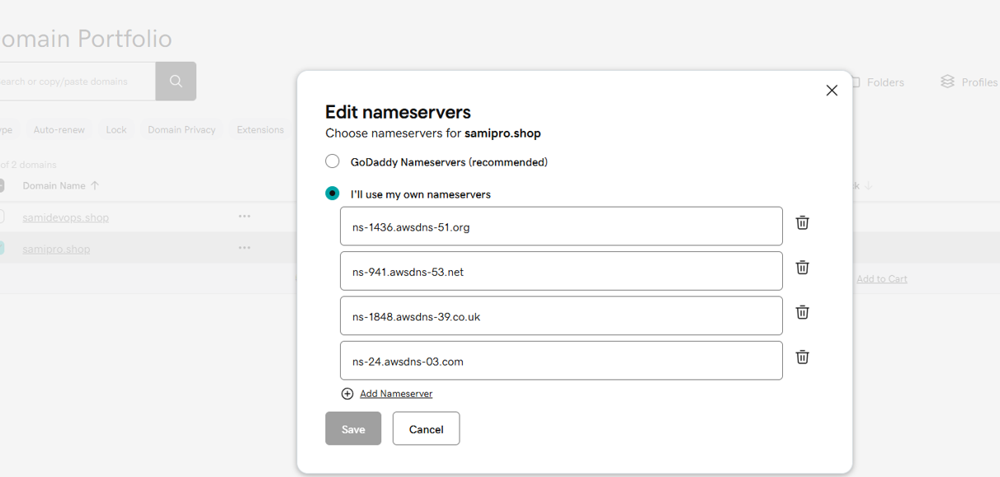 omain Portfolio
earch or copy/paste domains
Folders
Profiles
ype
Auto-renew
Lock
Domain Privacy
Extensions
of 2 domains
Domain Name
k
samidevops.shop
samipro.shop
Add to Cart
Edit nameservers
Choose nameservers for samipro.shop
GoDaddy Nameservers (recommended)
I'll use my own nameservers
ns-1436.awsdns-51.org
ns-941.awsdns-53.net
ns-1848.awsdns-39.co.uk
ns-24.awsdns-03.com
Add Nameserver
Save
Cancel